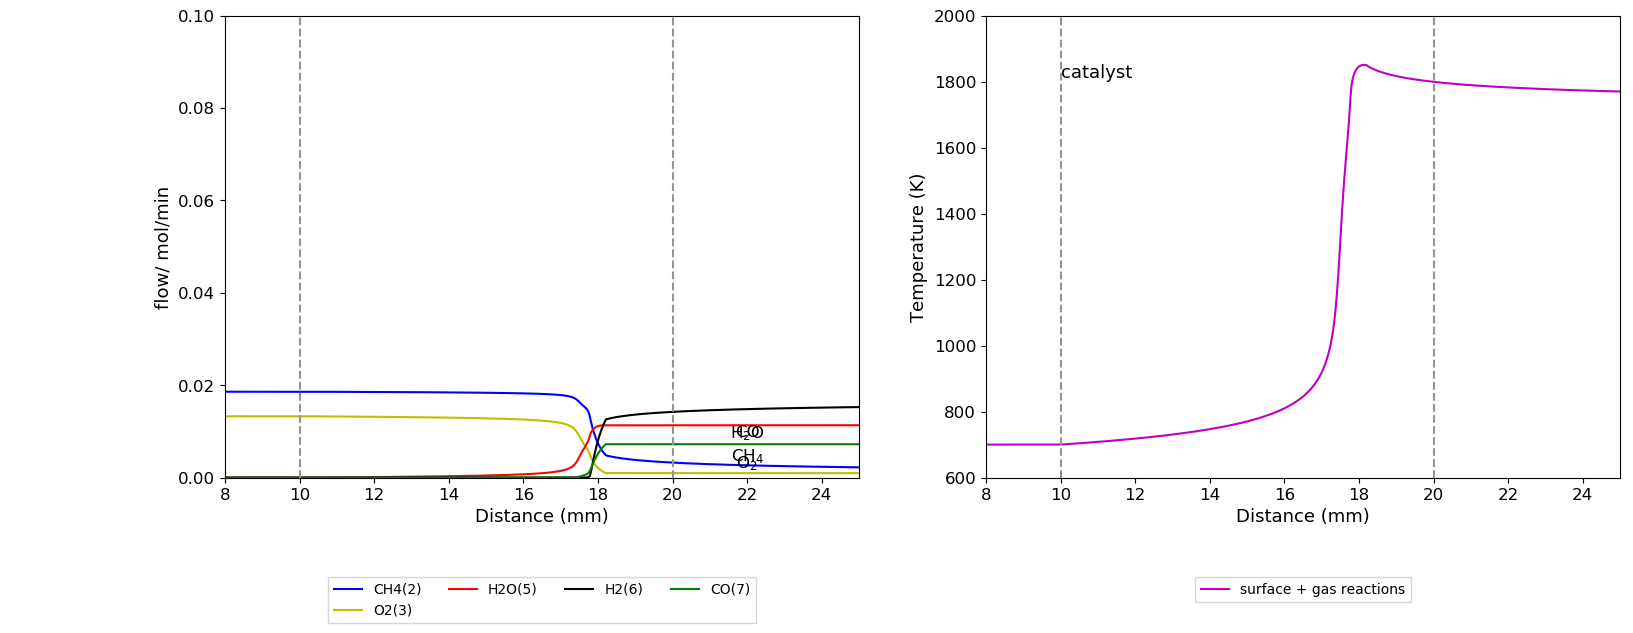 0.10
0.08
0.06
0.04
0.02
0.00
flow/ mol/min
8 10 12 14 16 18 20 22 24
Distance (mm)
H₂O
CO
CH₄
O₂
CH4(2) H2O(5) H2(6) CO(7)
O2(3)
2000
1800
1600
1400
1200
1000
800
600
Temperature (K)
catalyst
8 10 12 14 16 18 20 22 24
Distance (mm)
surface + gas reactions